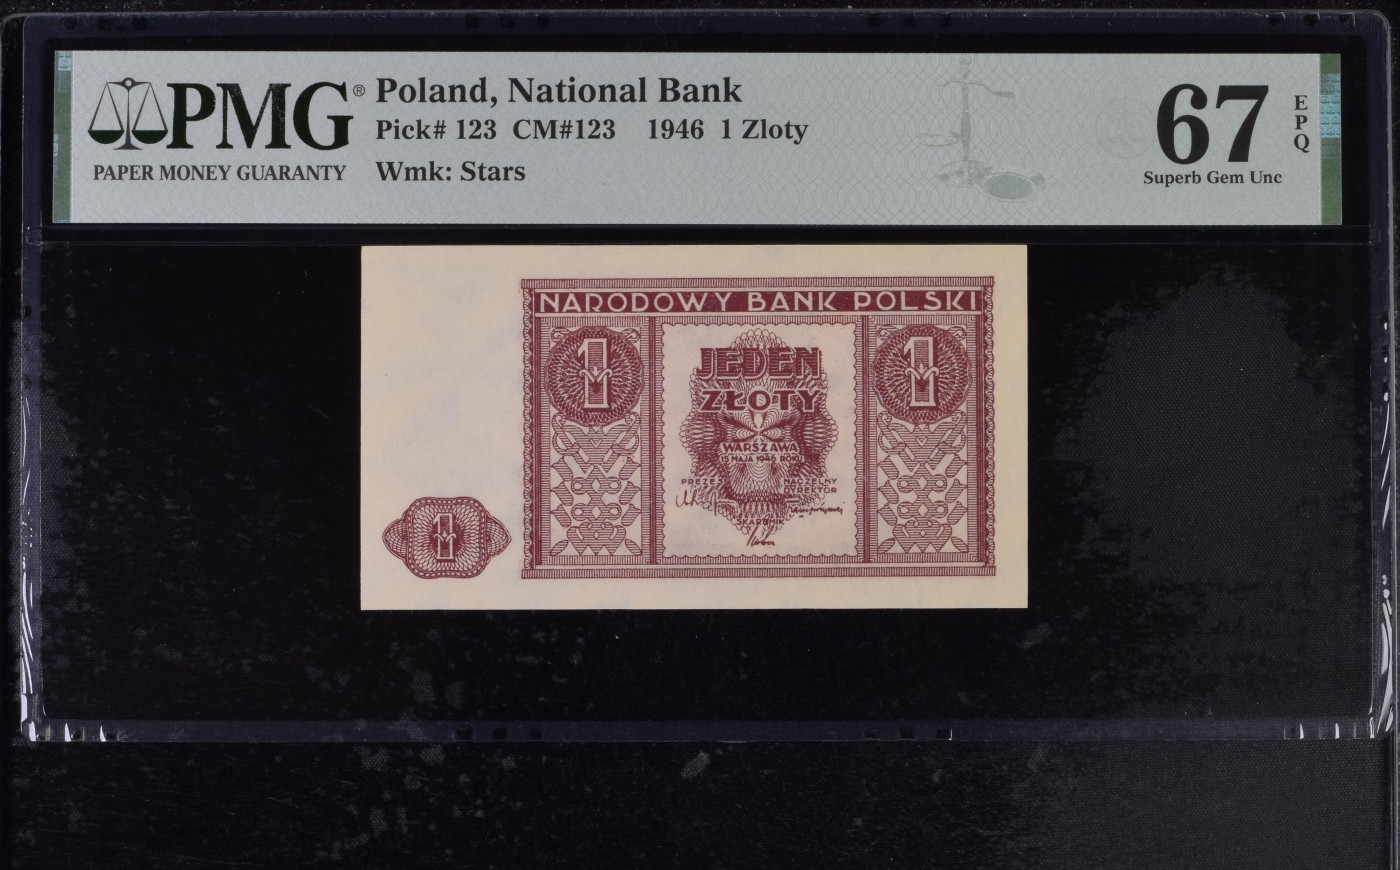 PMG®
PAPER MONEY GUARANTY
Poland, National Bank
Pick# 123 CM#123 1946 1 Zloty
Wmk: Stars
67
EPQ
Superb Gem Unc
NARODOWY BANK POLSKI
1
1
JEDEN
ZŁOTY
WARSZAWA
15 MAJA 1946 ROKU
PREZES
NACZELNY
DYREKTOR
SKARBNIK
1